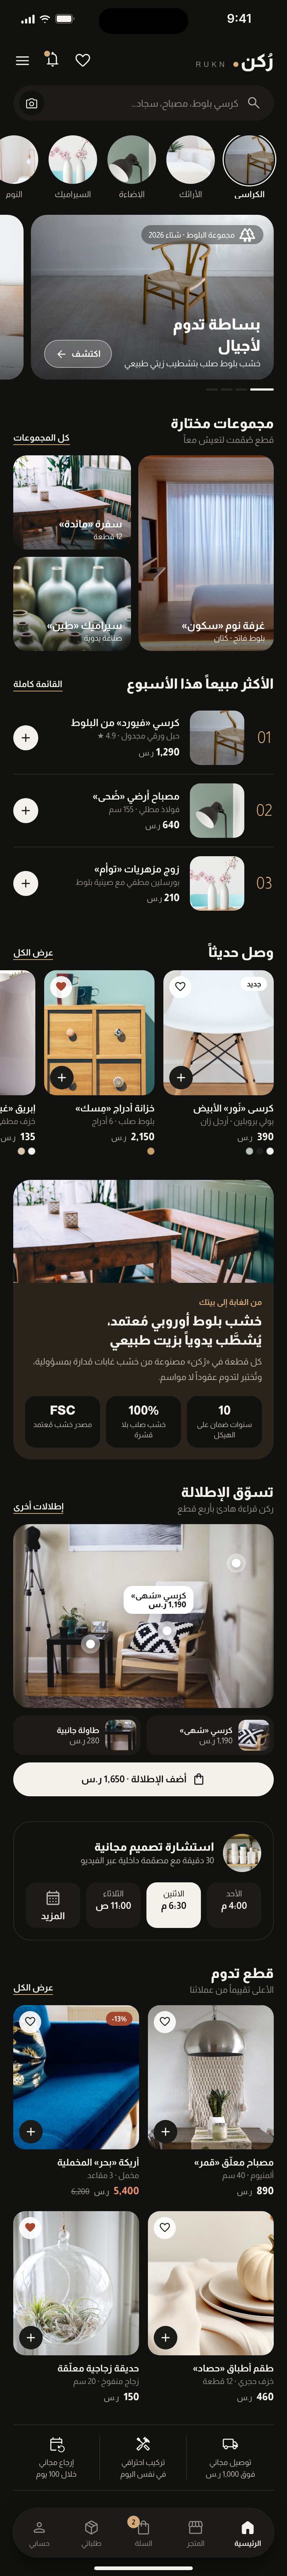 9:41
رُكن
RUKN
كرسي بلوط، مصباح، سجاد...
الكراسي
الأرائك
الإضاءة
السيراميك
النوم
مجموعة البلوط · شتاء 2026
بساطة تدوم
لأجيال
خشب بلوط صلب بتشطيب زيتي طبيعي
اكتشف
مجموعات مختارة
قطع صُمّمت لتعيش معاً
كل المجموعات
غرفة نوم «سكون»
بلوط فاتح · كتان
سفرة «مائدة»
12 قطعة
سيراميك «طين»
صناعة يدوية
الأكثر مبيعاً هذا الأسبوع
القائمة كاملة
01
كرسي «فيورد» من البلوط
حبل ورقي مجدول · 4.9 ★
1,290 ر.س
02
مصباح أرضي «ضُحى»
فولاذ مطلي · 155 سم
640 ر.س
03
زوج مزهريات «توأم»
بورسلين مطفي مع صينية بلوط
210 ر.س
وصل حديثاً
عرض الكل
جديد
كرسي «نُور» الأبيض
بولي بروبلين · أرجل زان
390 ر.س
خزانة أدراج «مِسك»
بلوط صلب · 6 أدراج
2,150 ر.س
135 ر.س
من الغابة إلى بيتك
خشب بلوط أوروبي مُعتمد،
يُشطَّب يدوياً بزيت طبيعي
كل قطعة في «رُكن» مصنوعة من خشب غابات مُدارة بمسؤولية،
وتُختبر لتدوم عقوداً لا مواسم.
10
سنوات ضمان على
الهيكل
100%
خشب صلب بلا
قشرة
FSC
مصدر خشب مُعتمد
تسوّق الإطلالة
ركن قراءة هادئ بأربع قطع
إطلالات أخرى
كرسي «سُهى»
1,190 ر.س
كرسي «سُهى»
1,190 ر.س
طاولة جانبية
280 ر.س
أضف الإطلالة · 1,650 ر.س
استشارة تصميم مجانية
30 دقيقة مع مصمّمة داخلية عبر الفيديو
الأحد
4:00 م
الاثنين
6:30 م
الثلاثاء
11:00 ص
المزيد
قطع تدوم
الأعلى تقييماً من عملائنا
عرض الكل
مصباح معلّق «قمر»
ألمنيوم · 40 سم
890 ر.س
-13%
أريكة «بحر» المخملية
مخمل · 3 مقاعد
5,400 ر.س 6,200
طقم أطباق «حصاد»
خزف حجري · 12 قطعة
460 ر.س
حديقة زجاجية معلّقة
زجاج منفوخ · 20 سم
150 ر.س
توصيل مجاني
فوق 1,000 ر.س
تركيب احترافي
في نفس اليوم
إرجاع مجاني
خلال 100 يوم
الرئيسية
المتجر
2
السلة
طلباتي
حسابي